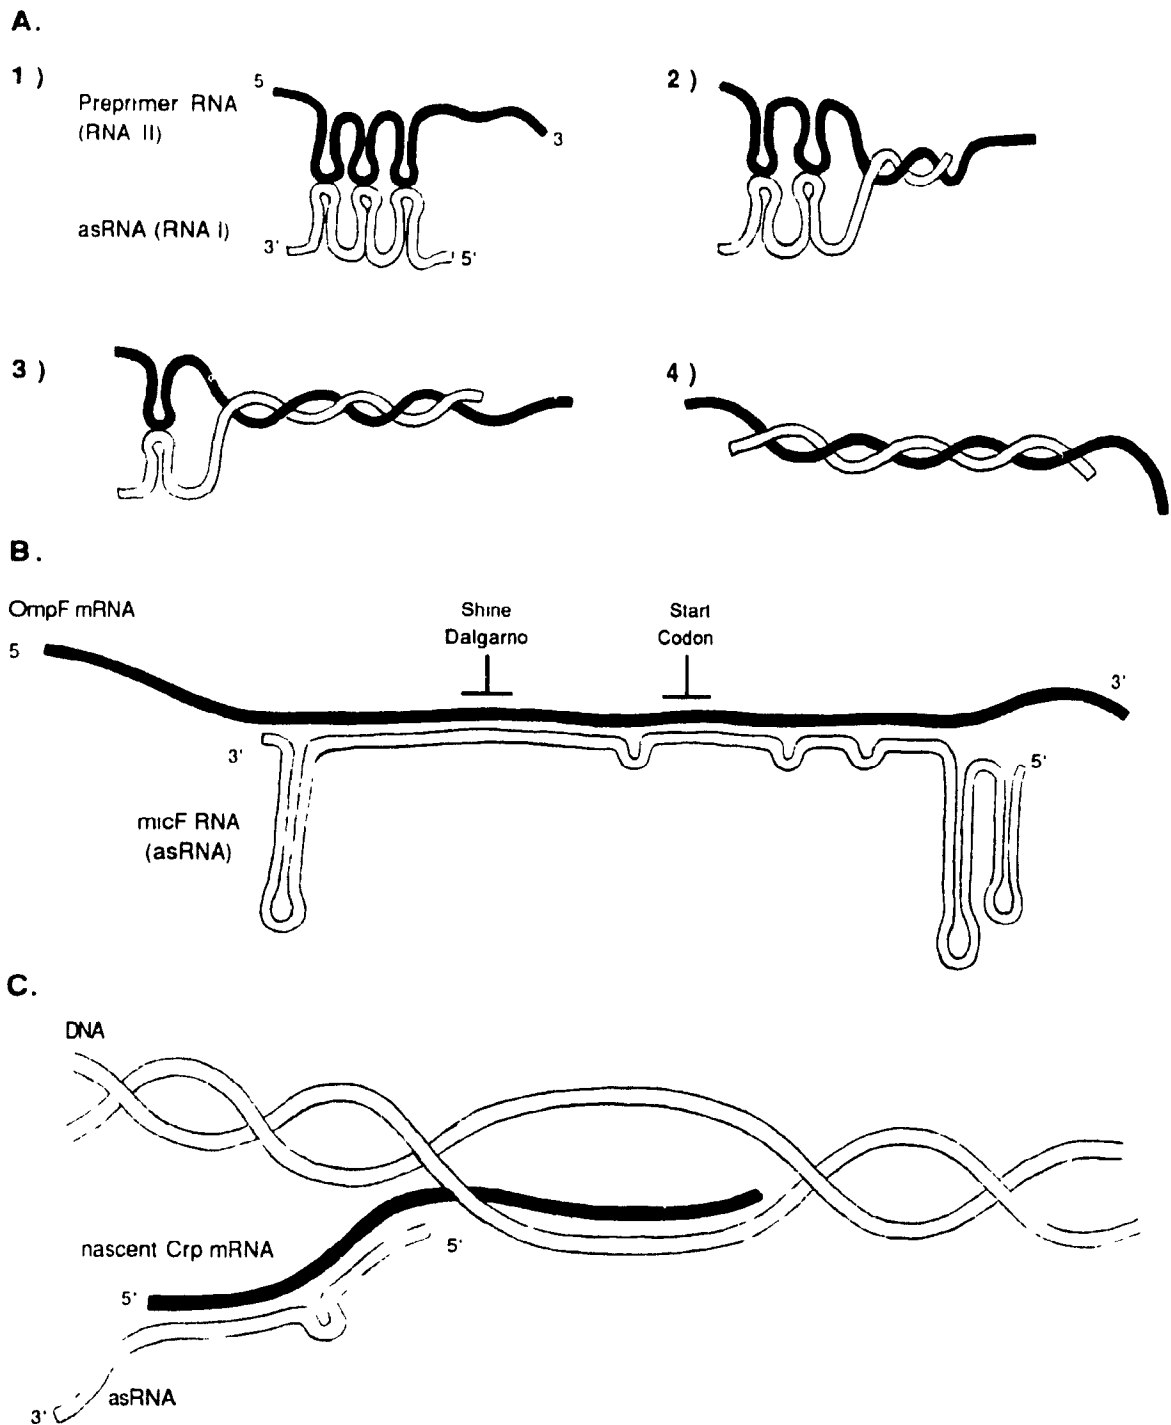 A.
1)
5
Preprimer RNA
(RNA II)
3
asRNA (RNA I)
3'
5'
2)
3)
4)
B.
OmpF mRNA
Shine
Dalgarno
Start
Codon
5
3'
3'
5'
micF RNA
(asRNA)
C.
DNA
nascent Crp mRNA
5'
5'
asRNA
3'